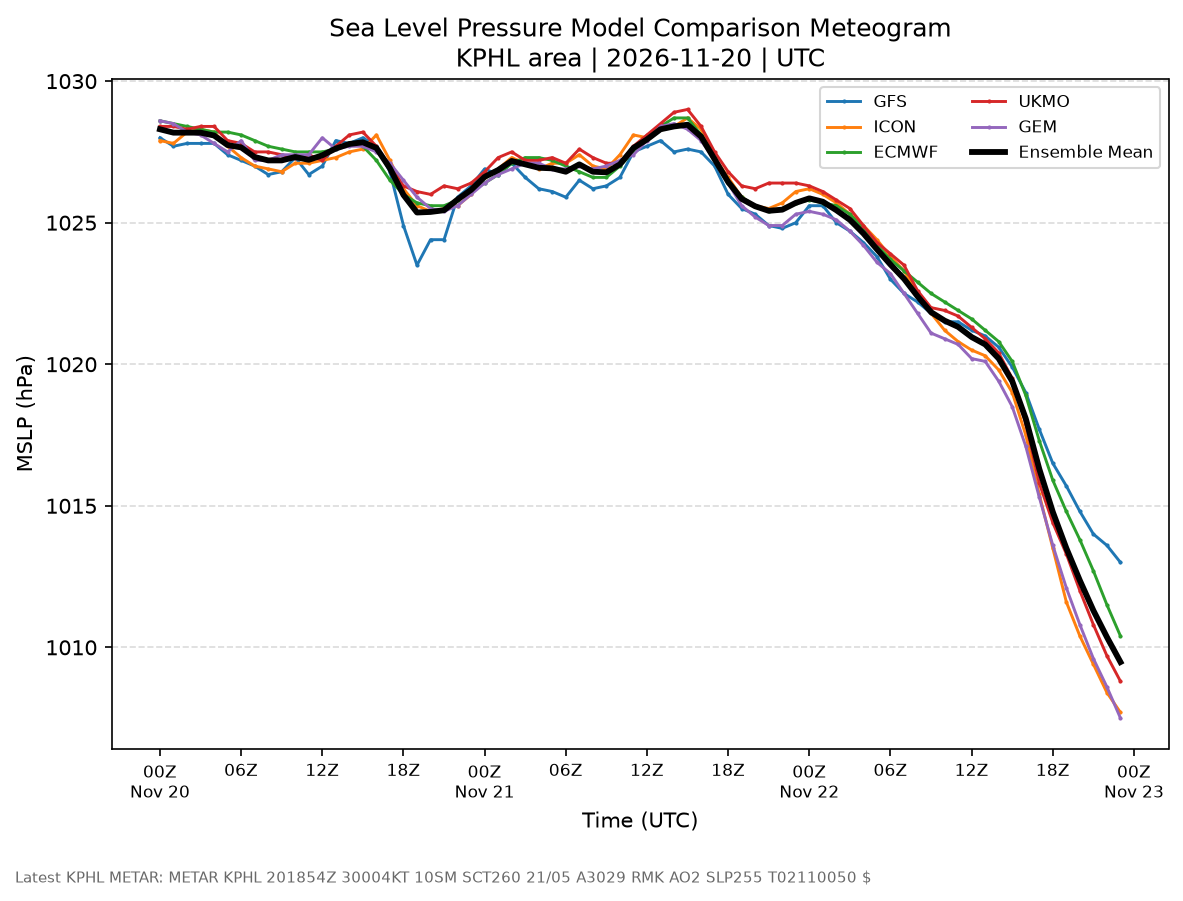 Sea Level Pressure Model Comparison Meteogram
KPHL area | 2026-11-20 | UTC
GFS
ICON
ECMWF
UKMO
GEM
Ensemble Mean
MSLP (hPa)
1030
1025
1020
1015
1010
00Z 06Z 12Z 18Z 00Z 06Z 12Z 18Z 00Z 06Z 12Z 18Z 00Z
Nov 20 Nov 21 Nov 22 Nov 23
Time (UTC)
Latest KPHL METAR: METAR KPHL 201854Z 30004KT 10SM SCT260 21/05 A3029 RMK AO2 SLP255 T02110050 $